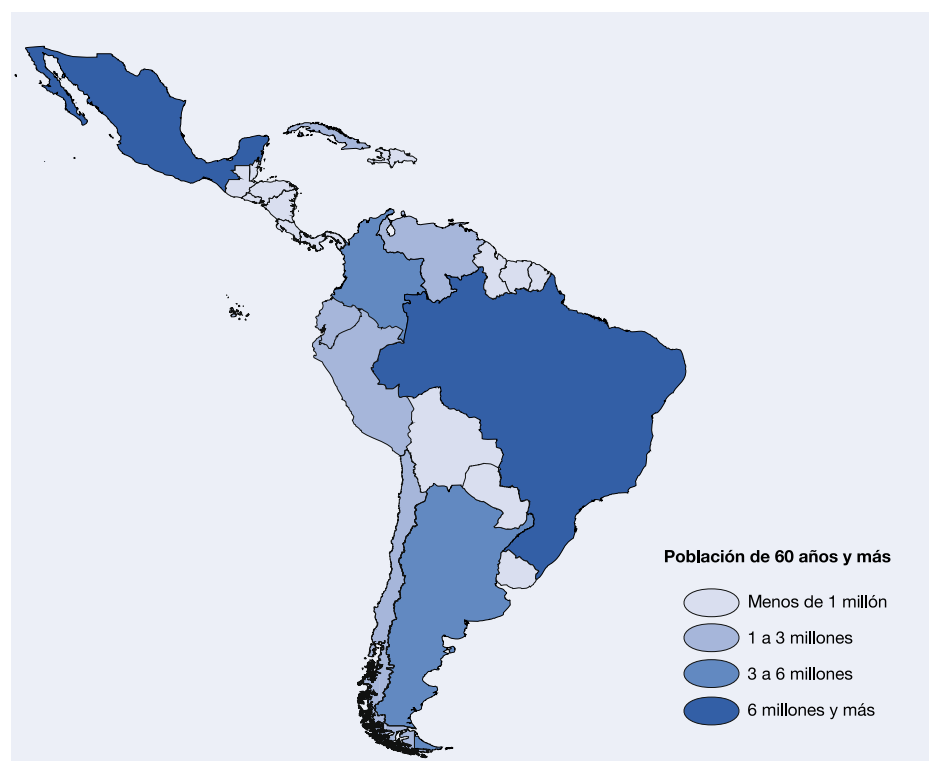 Población de 60 años y más
Menos de 1 millón
1 a 3 millones
3 a 6 millones
6 millones y más